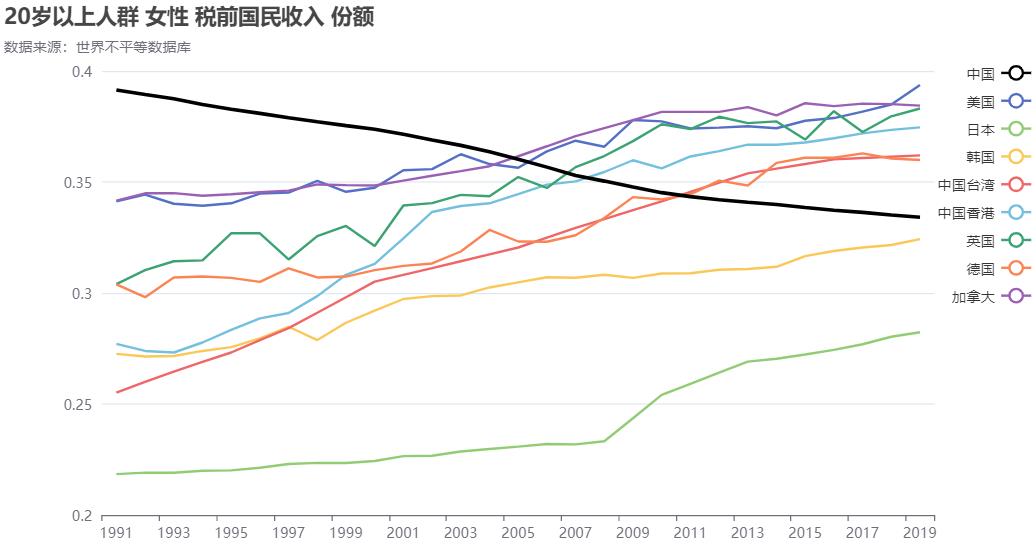 20岁以上人群 女性 税前国民收入 份额
数据来源：世界不平等数据库
0.4
0.35
0.3
0.25
0.2
1991 1993 1995 1997 1999 2001 2003 2005 2007 2009 2011 2013 2015 2017 2019
中国
美国
日本
韩国
中国台湾
中国香港
英国
德国
加拿大